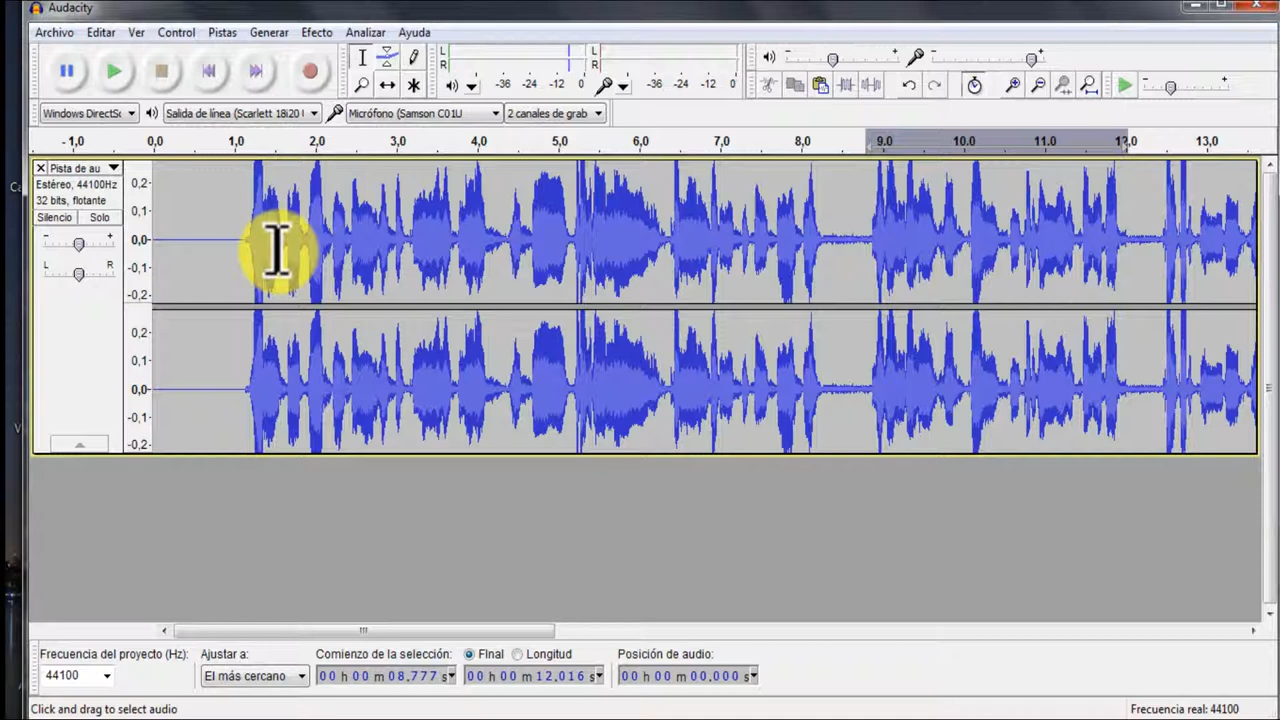 Audacity
Archivo Editar Ver Control Pistas Generar Efecto Analizar Ayuda
L
R
-36 -24 -12 0
L
R
-36 -24 -12 0
Windows DirectSc Salida de línea (Scarlett 18i20 Micrófono (Samson C01U 2 canales de grab
-1,0 0,0 1,0 2,0 3,0 4,0 5,0 6,0 7,0 8,0 9,0 10,0 11,0 12,0 13,0
Pista de au
Estéreo, 44100Hz
32 bits, flotante
Silencio Solo
- +
L R
0,2
0,1
0,0
-0,1
-0,2
0,2
0,1
0,0
-0,1
-0,2
Frecuencia del proyecto (Hz): Ajustar a: Comienzo de la selección: Final Longitud Posición de audio:
44100 El más cercano 00 h 00 m 08.777 s 00 h 00 m 12.016 s 00 h 00 m 00.000 s
Click and drag to select audio Frecuencia real: 44100